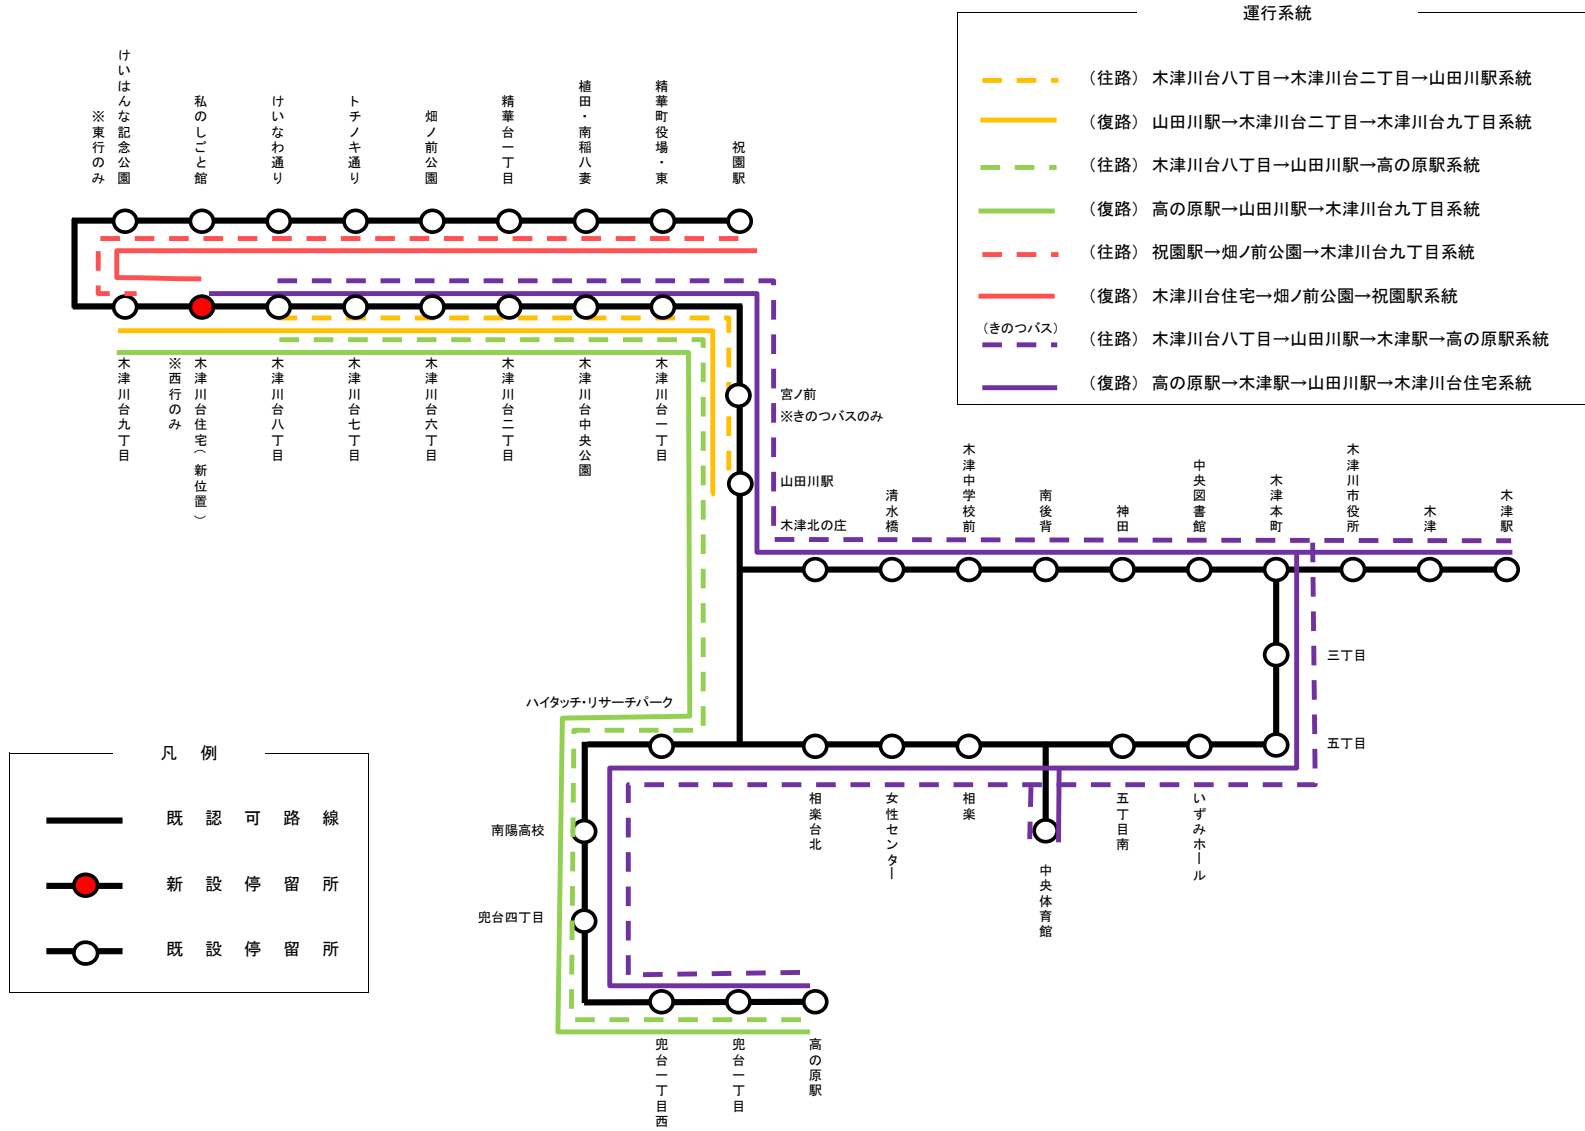 運行系統
（往路） 木津川台八丁目→木津川台二丁目→山田川駅系統
（復路） 山田川駅→木津川台二丁目→木津川台九丁目系統
（往路） 木津川台八丁目→山田川駅→高の原駅系統
（復路） 高の原駅→山田川駅→木津川台九丁目系統
（往路） 祝園駅→畑ノ前公園→木津川台九丁目系統
（復路） 木津川台住宅→畑ノ前公園→祝園駅系統
（きのつバス）
（往路） 木津川台八丁目→山田川駅→木津駅→高の原駅系統
（復路） 高の原駅→木津駅→山田川駅→木津川台住宅系統
※東行のみ
けいはんな記念公園
私のしごと館
けいなわ通り
トチノキ通り
畑ノ前公園
精華台一丁目
植田・南稲八妻
精華町役場・東
祝園駅
木津川台九丁目
※西行のみ
木津川台住宅（新位置）
木津川台八丁目
木津川台七丁目
木津川台六丁目
木津川台二丁目
木津川台中央公園
木津川台一丁目
宮ノ前
※きのつバスのみ
山田川駅
木津北の庄
清水橋
木津中学校前
南後背
神田
中央図書館
木津本町
木津川市役所
木津
木津駅
三丁目
五丁目
ハイタッチ・リサーチパーク
相楽台北
女性センター
相楽
中央体育館
五丁目南
いずみホール
南陽高校
兜台四丁目
兜台一丁目西
兜台一丁目
高の原駅
凡例
既認可路線
新設停留所
既設停留所